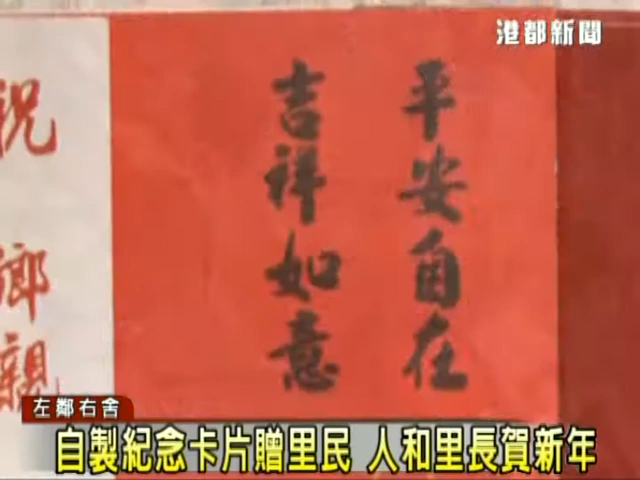 港都新聞
平安自在
吉祥如意
祝
鄉親
左鄰右舍
自製紀念卡片贈里民 人和里長賀新年